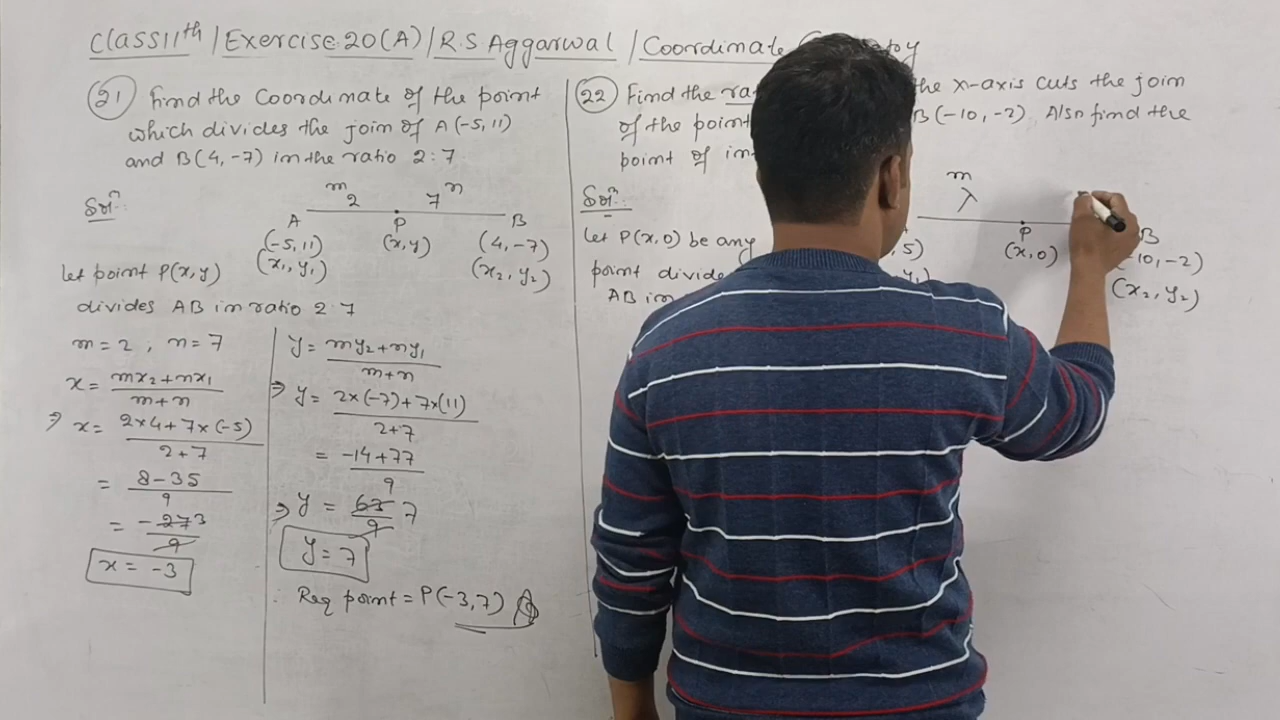 Class 11th / Exercise 20(A) / R.S Aggarwal / Coordinate
(21) Find the Coordinate of the point
which divides the join of A(-5, 11)
and B(4, -7) in the ratio 2:7
Solⁿ:
m n
2 7
A P B
(-5, 11) (x, y) (4, -7)
(x₁, y₁) (x₂, y₂)
let point P(x, y)
divides AB in ratio 2:7
m = 2 , n = 7
x = mx₂ + nx₁ / m + n
⇒ x = 2×4 + 7×(-5) / 2+7
= 8 - 35 / 9
= -27 3 / 9
x = -3
y = my₂ + ny₁ / m + n
⇒ y = 2×(-7) + 7×(11) / 2+7
= -14 + 77 / 9
⇒ y = 63 / 9 7
y = 7
∴ Req point = P(-3, 7)
(22) Find the the x-axis cuts the join
of the point B(-10, -2) Also find the
point of
Solⁿ:
m
λ
P B
5) (x, 0) -10, -2)
(x₂, y₂)
let P(x, 0) be any
point divide
AB in